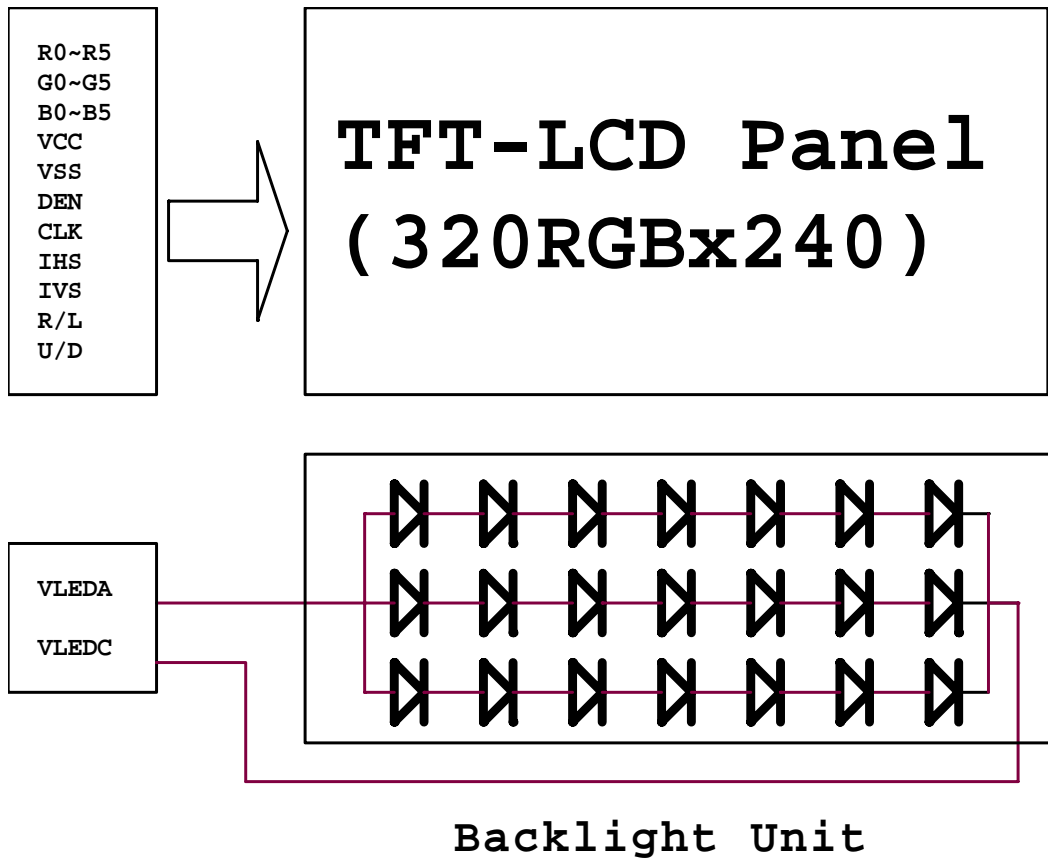 R0~R5
G0~G5
B0~B5
VCC
VSS
DEN
CLK
IHS
IVS
R/L
U/D
TFT-LCD Panel
(320RGBx240)
VLEDA
VLEDC
Backlight Unit